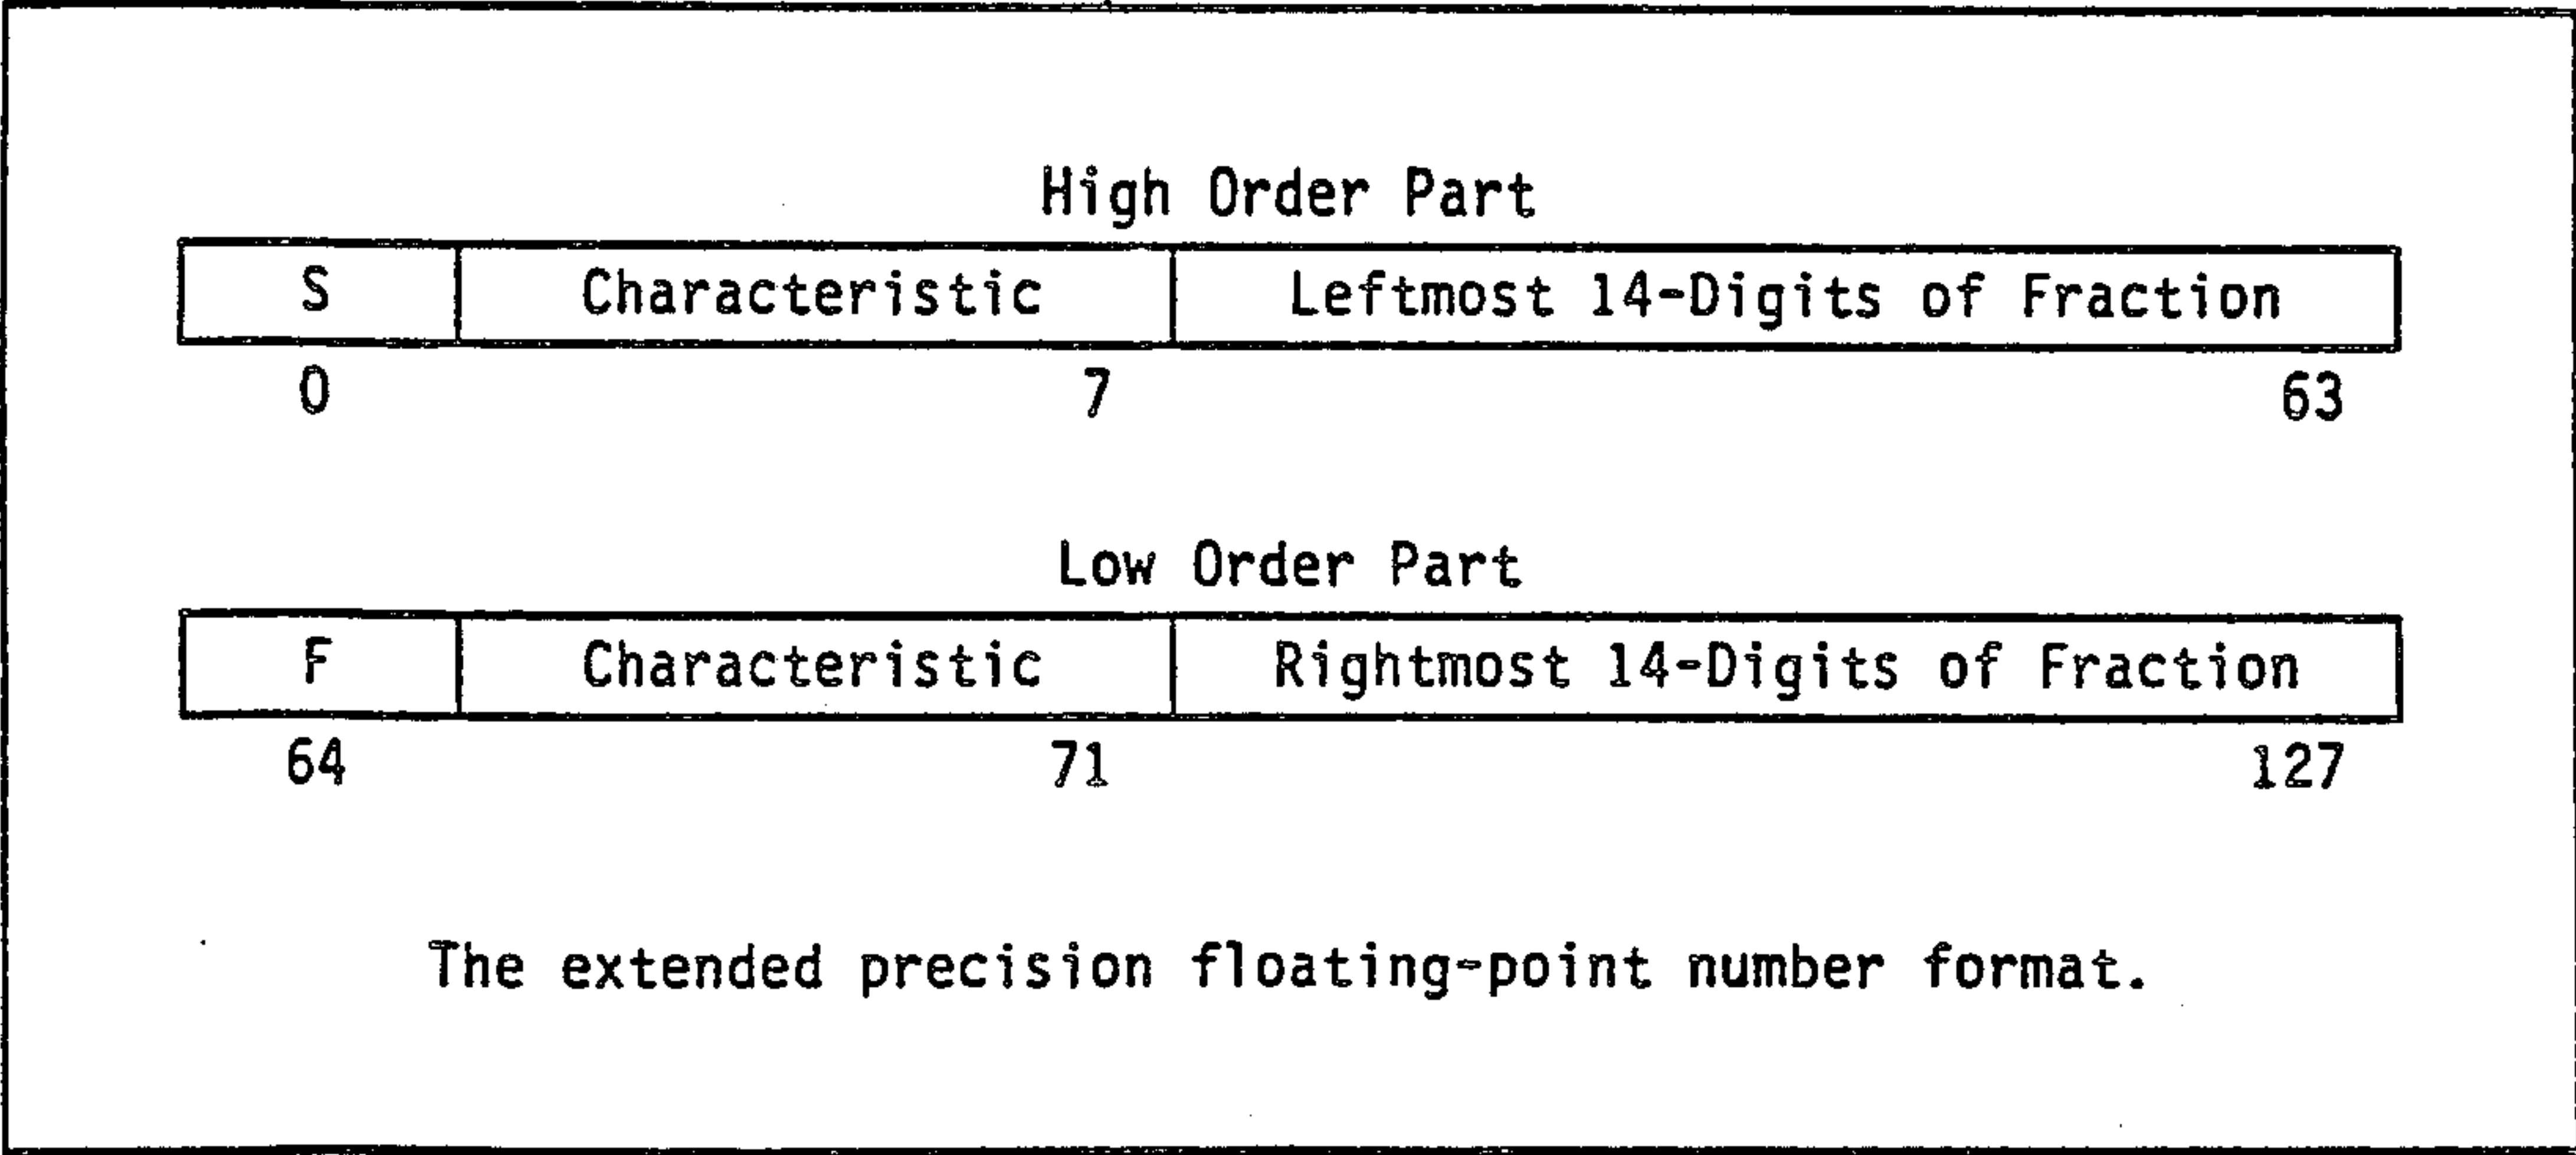 High Order Part
S Characteristic Leftmost 14-Digits of Fraction
0 7 63
Low Order Part
F Characteristic Rightmost 14-Digits of Fraction
64 71 127
The extended precision floating-point number format.